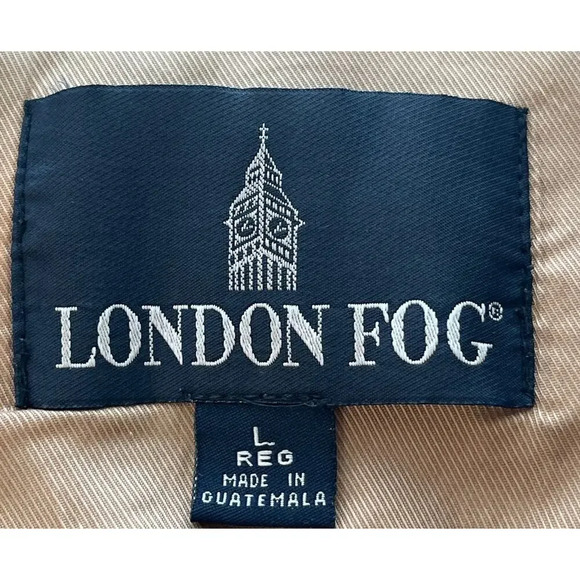 LONDON FOG®
L
REG
MADE IN
GUATEMALA